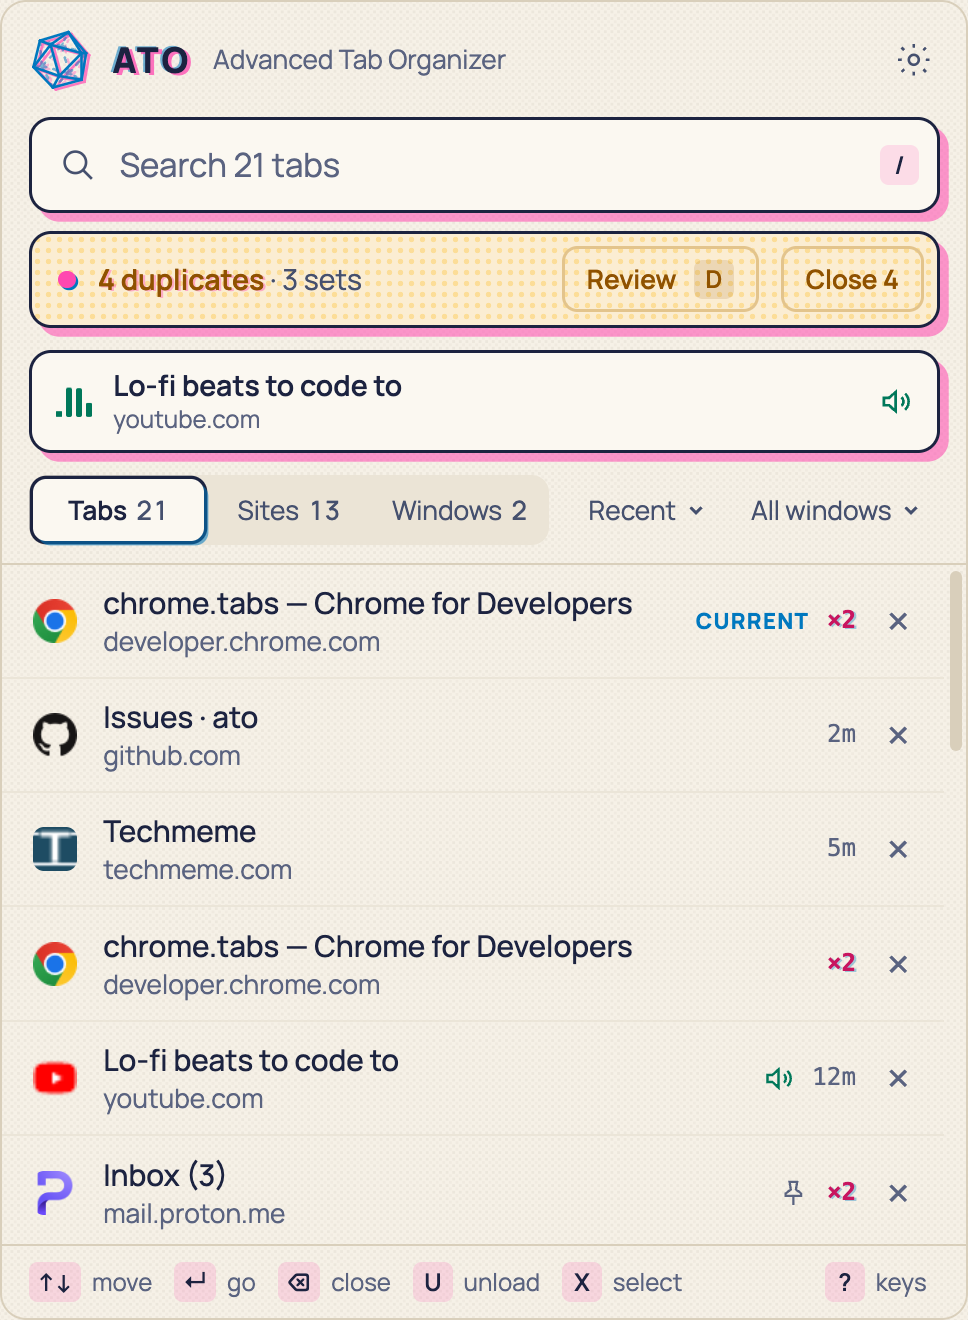 ATO Advanced Tab Organizer
Search 21 tabs /
4 duplicates · 3 sets Review D Close 4
Lo-fi beats to code to
youtube.com
Tabs 21 Sites 13 Windows 2 Recent All windows
chrome.tabs — Chrome for Developers
developer.chrome.com
CURRENT ×2
Issues · ato
github.com
2m
Techmeme
techmeme.com
5m
chrome.tabs — Chrome for Developers
developer.chrome.com
×2
Lo-fi beats to code to
youtube.com
12m
Inbox (3)
mail.proton.me
×2
↑↓ move ↵ go ⌫ close U unload X select ? keys